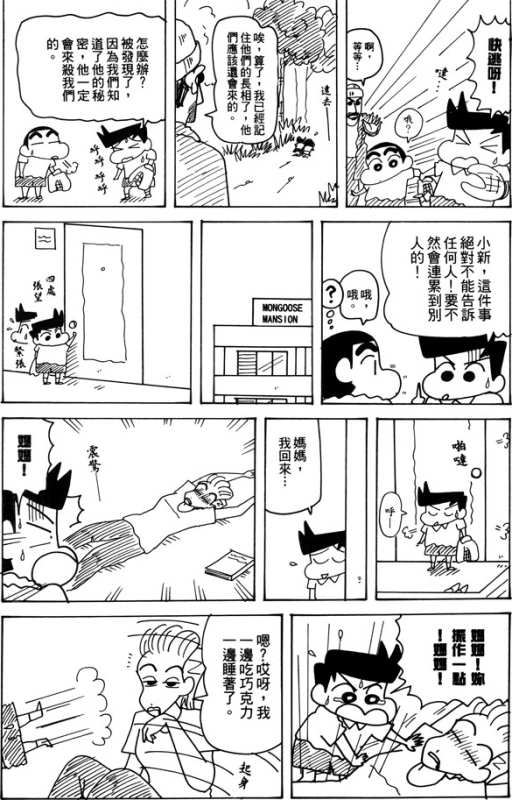 快逃呀！
啊，
等等…
噠…
哦？
唉，算了，我已經記
住他們的長相了，他
們應該還會來的。
遠去
怎麼辦？
被發現了，
因為我們知
道了他的秘
密，他一定
會來殺我們
的。
呼呼
呼呼
小新，這件事
絕對不能告訴
任何人！要不
然會連累到別
人的！
哦，
哦。
？
MONGOOSE
MANSION
四處
張望
緊張
啪噠
呼—
媽媽，
我回來…
震驚
媽媽！
媽媽！妳
振作一點
！媽媽！
嗯？哎呀，我
一邊吃巧克力
一邊睡著了。
起身